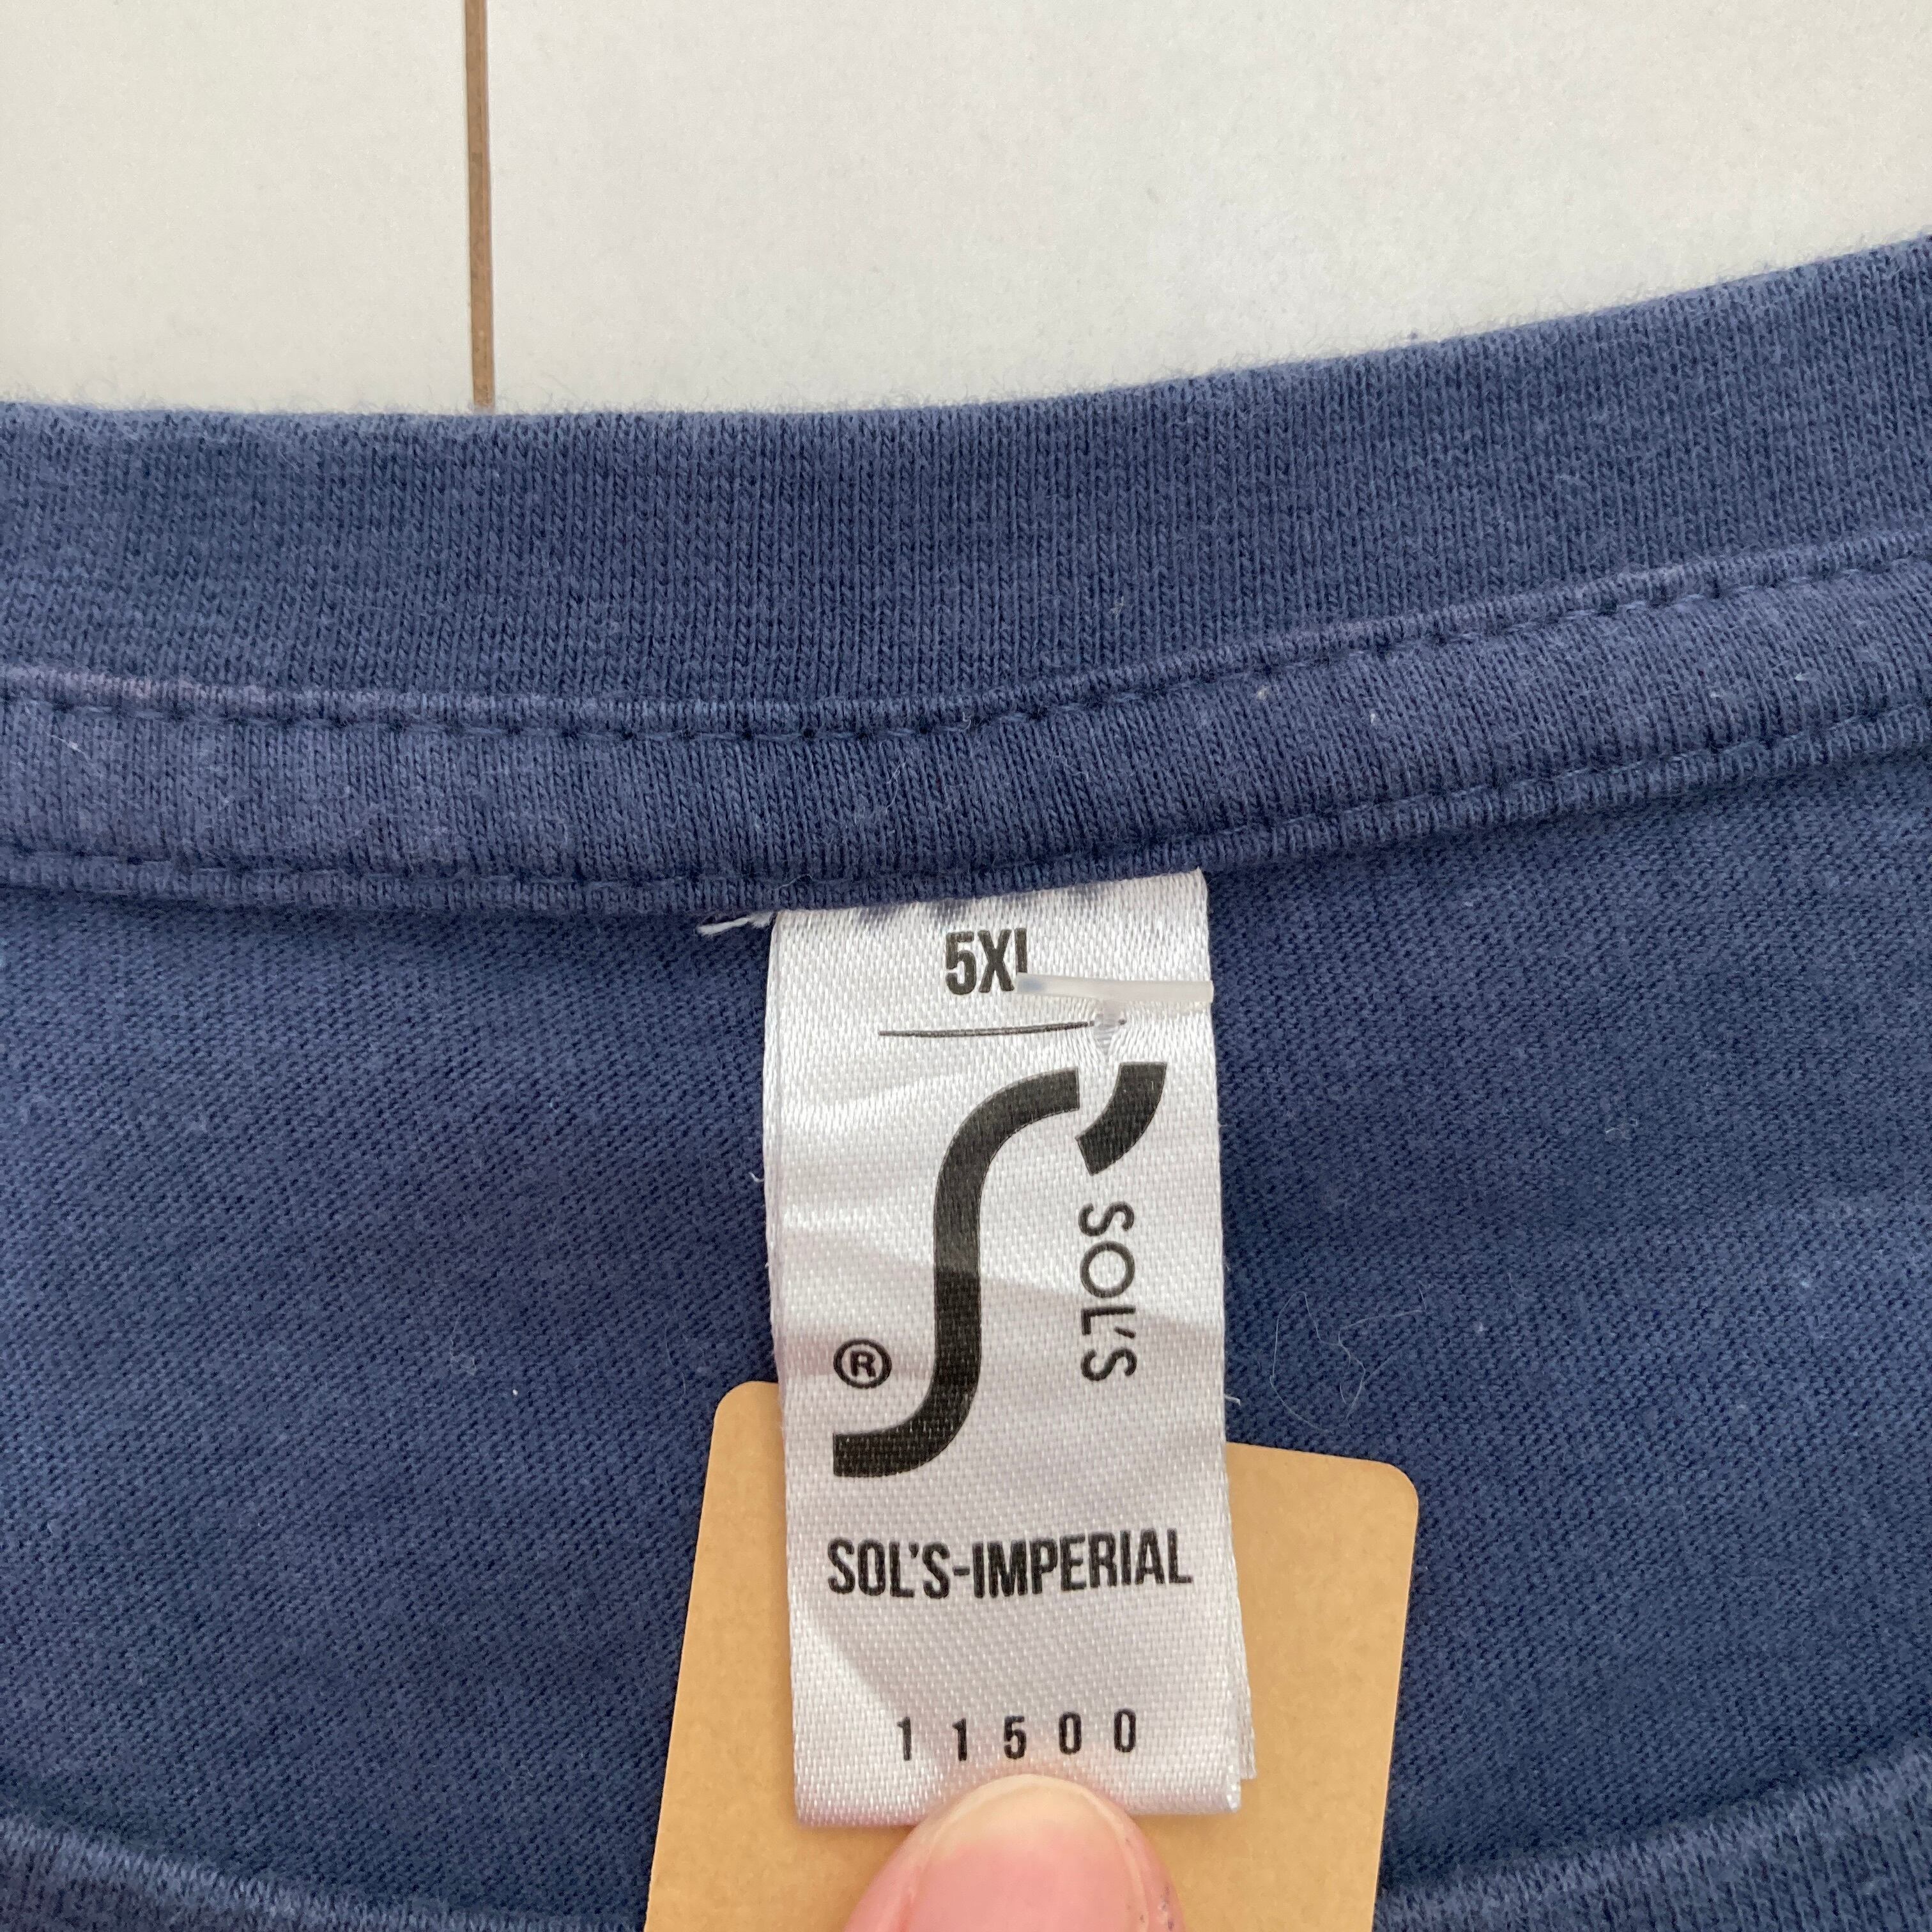 5XL
SOL'S
®
SOL'S-IMPERIAL
11500